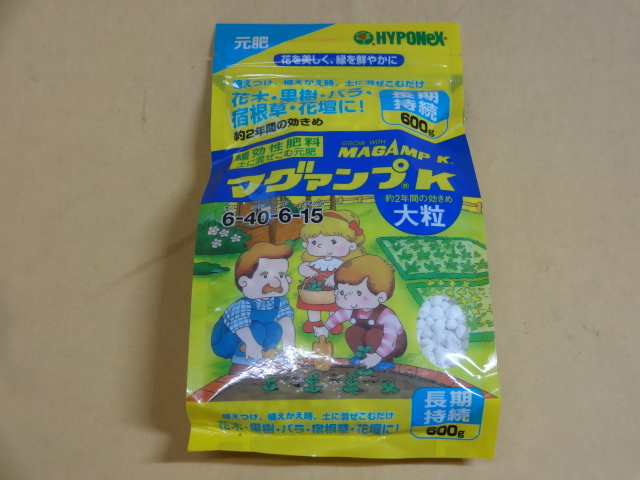 元肥
HYPONeX®
花を美しく、緑を鮮やかに
植えつけ、植えかえ時、土に混ぜこむだけ
花木・果樹・バラ・
宿根草・花壇に!
約2年間の効きめ
長期
持続
600g
緩効性肥料
土に混ぜこむ元肥
GROW WITH
MAGAMP K®
マグァンプ®K
6-40-6-15
約2年間の効きめ
大粒
植えつけ、植えかえ時、土に混ぜこむだけ
花木・果樹・バラ・宿根草・花壇に!
長期
持続
600g